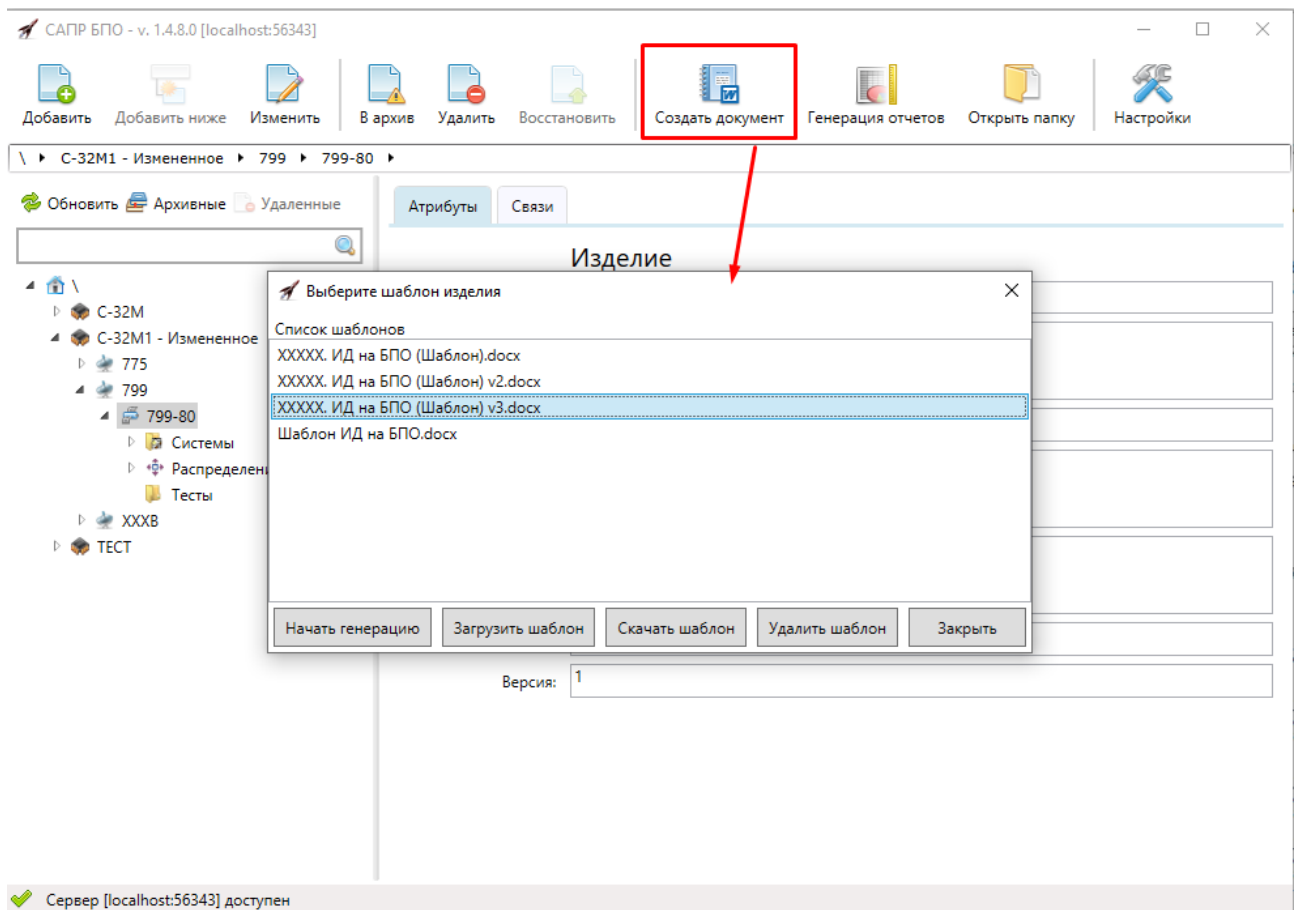 САПР БПО - v. 1.4.8.0 [localhost:56343]
Добавить Добавить ниже Изменить В архив Удалить Восстановить Создать документ Генерация отчетов Открыть папку Настройки
\ С-32М1 - Измененное 799 799-80
Обновить Архивные Удаленные
Атрибуты Связи
Изделие
\
С-32М
С-32М1 - Измененное
775
799
799-80
Системы
Распределени
Тесты
XXXВ
ТЕСТ
Выберите шаблон изделия
Список шаблонов
XXXXX. ИД на БПО (Шаблон).docx
XXXXX. ИД на БПО (Шаблон) v2.docx
XXXXX. ИД на БПО (Шаблон) v3.docx
Шаблон ИД на БПО.docx
Начать генерацию Загрузить шаблон Скачать шаблон Удалить шаблон Закрыть
Версия: 1
Сервер [localhost:56343] доступен